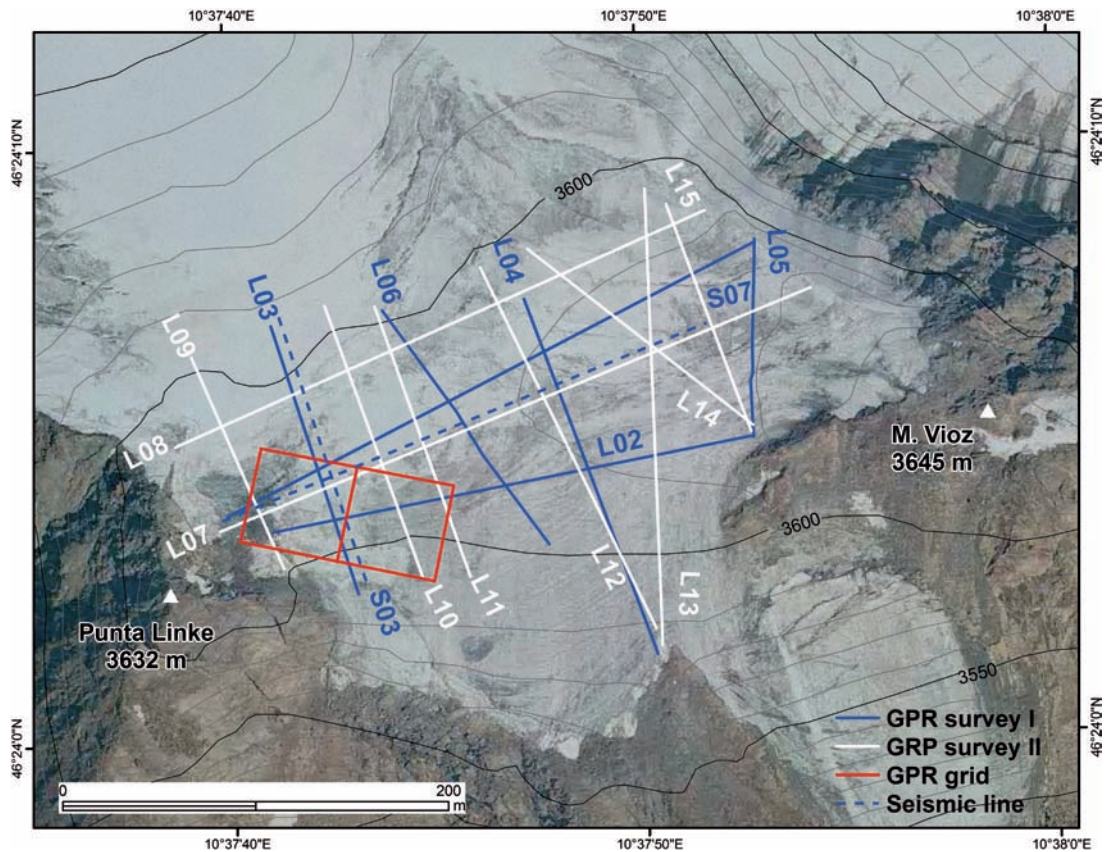 10°37'40"E
10°37'50"E
10°38'0"E
46°24'10"N
46°24'10"N
3600
L15
L05
L04
L06
L03
S07
L09
L14
L08
L02
M. Vioz
3645 m
3600
L07
L12
L13
L11
L10
S03
Punta Linke
3632 m
3550
GPR survey I
GRP survey II
GPR grid
Seismic line
46°24'0"N
46°24'0"N
0
200
m
10°37'40"E
10°37'50"E
10°38'0"E